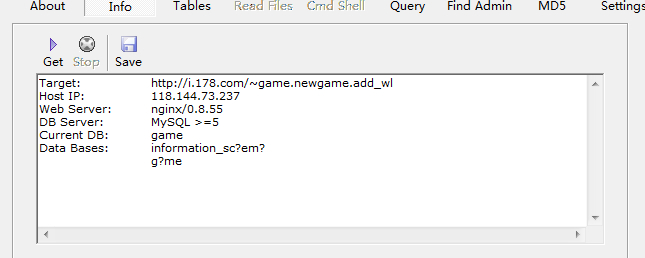 About Info Tables Read Files Cmd Shell Query Find Admin MD5 Settings
Get Stop Save
Target: http://i.178.com/~game.newgame.add_wl
Host IP: 118.144.73.237
Web Server: nginx/0.8.55
DB Server: MySQL >=5
Current DB: game
Data Bases: information_sc?em?
g?me